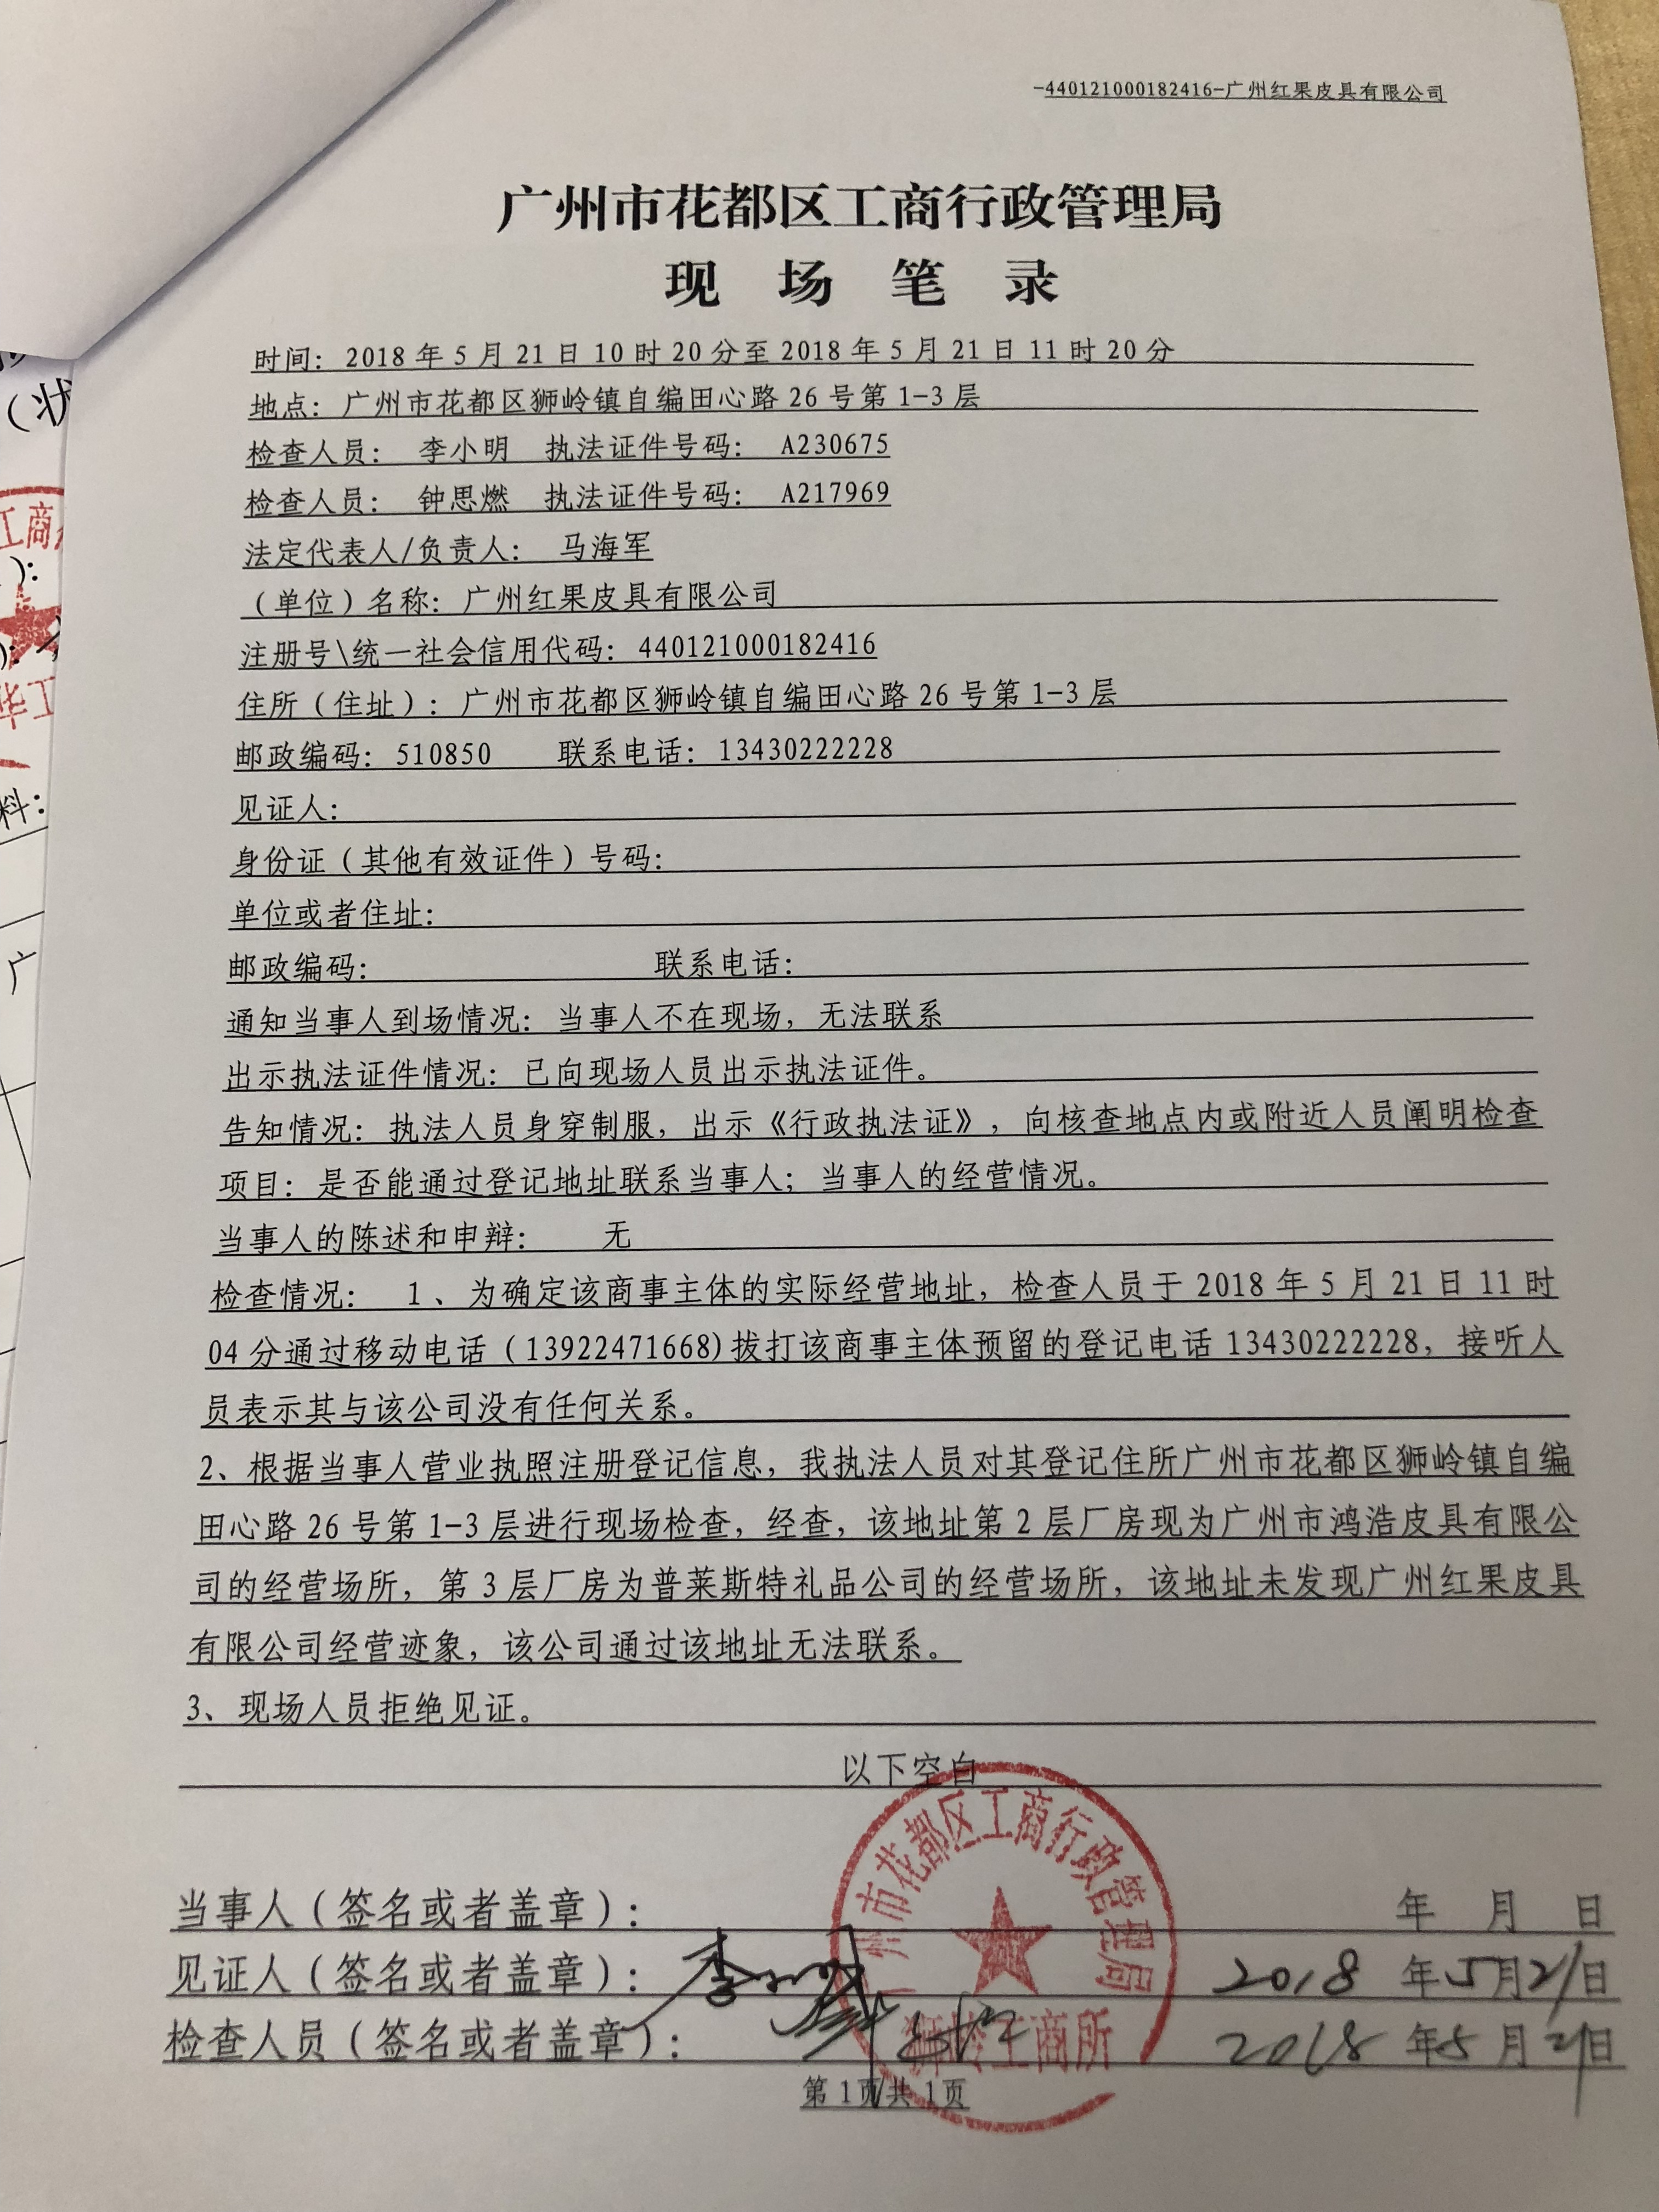 -440121000182416-广州红果皮具有限公司
广州市花都区工商行政管理局
现 场 笔 录
时间：2018 年 5 月 21 日 10 时 20 分至 2018 年 5 月 21 日 11 时 20 分
地点：广州市花都区狮岭镇自编田心路 26 号第 1-3 层
检查人员： 李小明 执法证件号码： A230675
检查人员： 钟思燃 执法证件号码： A217969
法定代表人/负责人： 马海军
（单位）名称：广州红果皮具有限公司
注册号\统一社会信用代码：440121000182416
住所（住址）：广州市花都区狮岭镇自编田心路 26 号第 1-3 层
邮政编码：510850 联系电话：13430222228
见证人：
身份证（其他有效证件）号码：
单位或者住址：
邮政编码： 联系电话：
通知当事人到场情况：当事人不在现场，无法联系
出示执法证件情况：已向现场人员出示执法证件。
告知情况：执法人员身穿制服，出示《行政执法证》，向核查地点内或附近人员阐明检查
项目：是否能通过登记地址联系当事人；当事人的经营情况。
当事人的陈述和申辩： 无
检查情况： 1、为确定该商事主体的实际经营地址，检查人员于 2018 年 5 月 21 日 11 时
04 分通过移动电话（13922471668)拔打该商事主体预留的登记电话 13430222228，接听人
员表示其与该公司没有任何关系。
2、根据当事人营业执照注册登记信息，我执法人员对其登记住所广州市花都区狮岭镇自编
田心路 26 号第 1-3 层进行现场检查，经查，该地址第 2 层厂房现为广州市鸿浩皮具有限公
司的经营场所，第 3 层厂房为普莱斯特礼品公司的经营场所，该地址未发现广州红果皮具
有限公司经营迹象，该公司通过该地址无法联系。
3、现场人员拒绝见证。
以下空白
当事人（签名或者盖章）： 年 月 日
见证人（签名或者盖章）：李小明 2018 年 5 月 21 日
检查人员（签名或者盖章）： 2018 年 5 月 21 日
广州市花都区工商行政管理局
狮岭工商所
第 1 页 共 1 页
（状
工商
）：
华工
料：
广